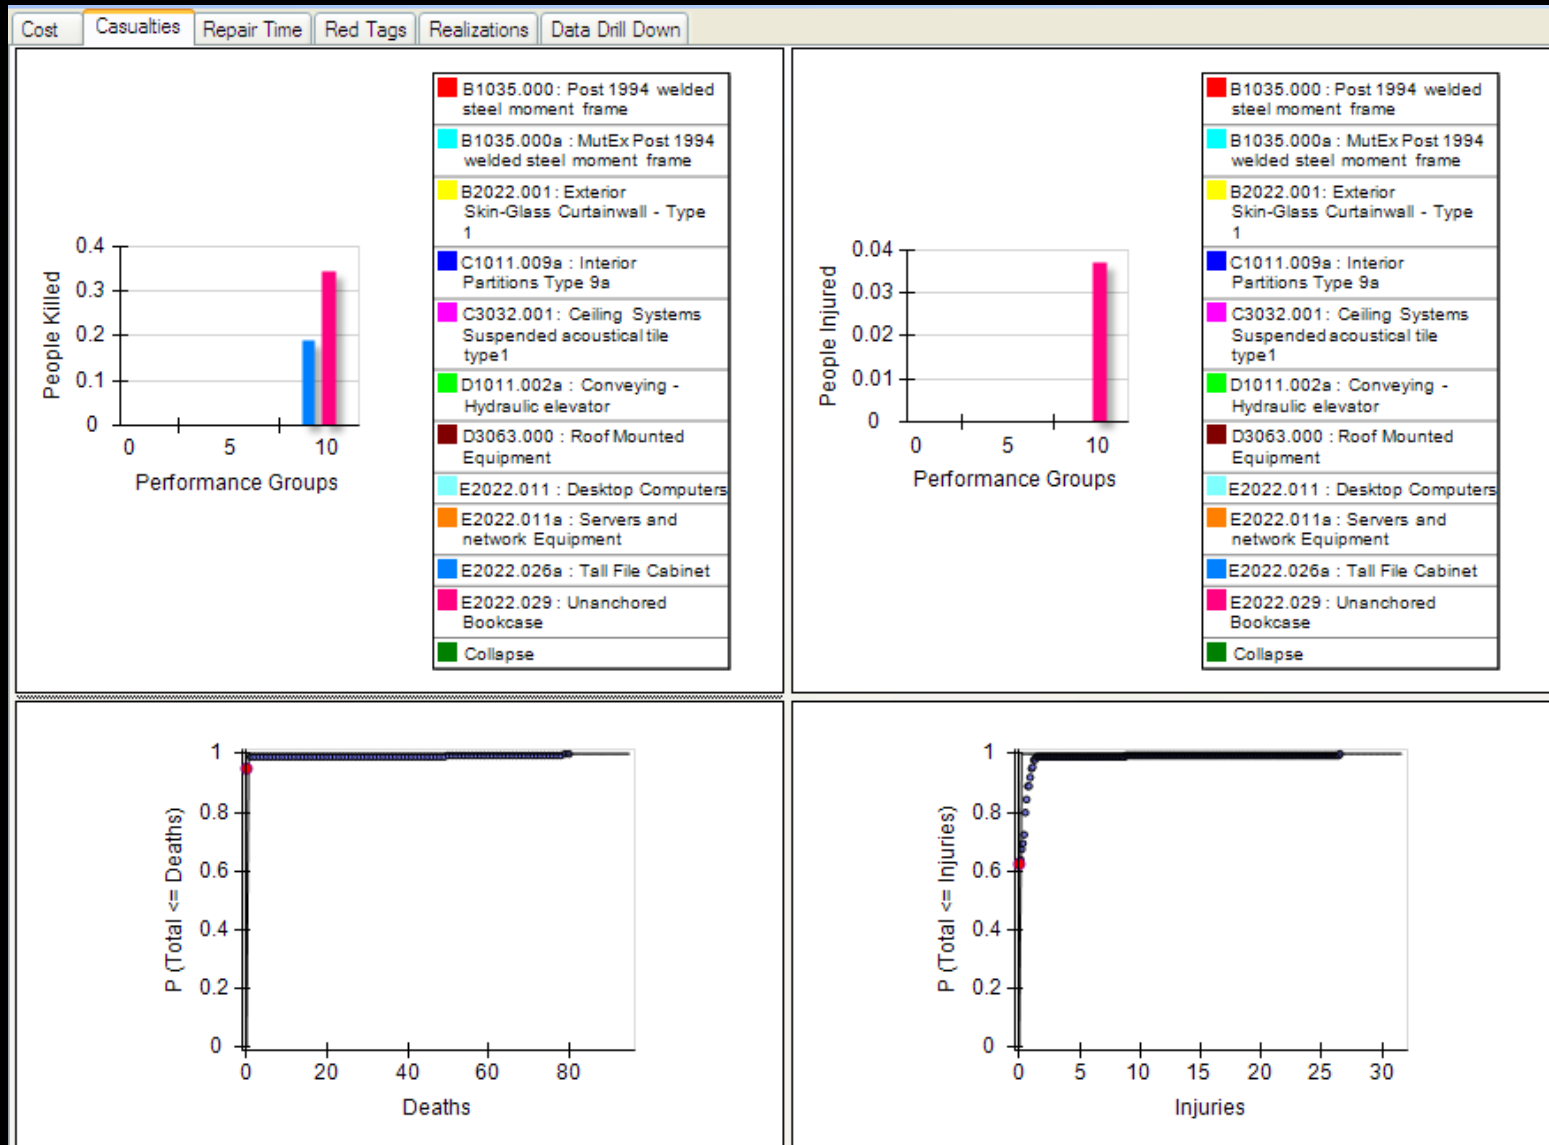 Cost Casualties Repair Time Red Tags Realizations Data Drill Down
B1035.000: Post 1994 welded
steel moment frame
B1035.000a : MutEx Post 1994
welded steel moment frame
B2022.001: Exterior
Skin-Glass Curtainwall - Type
1
C1011.009a : Interior
Partitions Type 9a
C3032.001: Ceiling Systems
Suspended acoustical tile
type1
D1011.002a : Conveying -
Hydraulic elevator
D3063.000 : Roof Mounted
Equipment
E2022.011 : Desktop Computers
E2022.011a : Servers and
network Equipment
E2022.026a : Tall File Cabinet
E2022.029 : Unanchored
Bookcase
Collapse
People Killed
0.4
0.3
0.2
0.1
0
0 5 10
Performance Groups
B1035.000 : Post 1994 welded
steel moment frame
B1035.000a : MutEx Post 1994
welded steel moment frame
B2022.001: Exterior
Skin-Glass Curtainwall - Type
1
C1011.009a : Interior
Partitions Type 9a
C3032.001: Ceiling Systems
Suspended acoustical tile
type1
D1011.002a : Conveying -
Hydraulic elevator
D3063.000 : Roof Mounted
Equipment
E2022.011 : Desktop Computers
E2022.011a : Servers and
network Equipment
E2022.026a : Tall File Cabinet
E2022.029 : Unanchored
Bookcase
Collapse
People Injured
0.04
0.03
0.02
0.01
0
0 5 10
Performance Groups
P (Total <= Deaths)
1
0.8
0.6
0.4
0.2
0
0 20 40 60 80
Deaths
P (Total <= Injuries)
1
0.8
0.6
0.4
0.2
0
0 5 10 15 20 25 30
Injuries